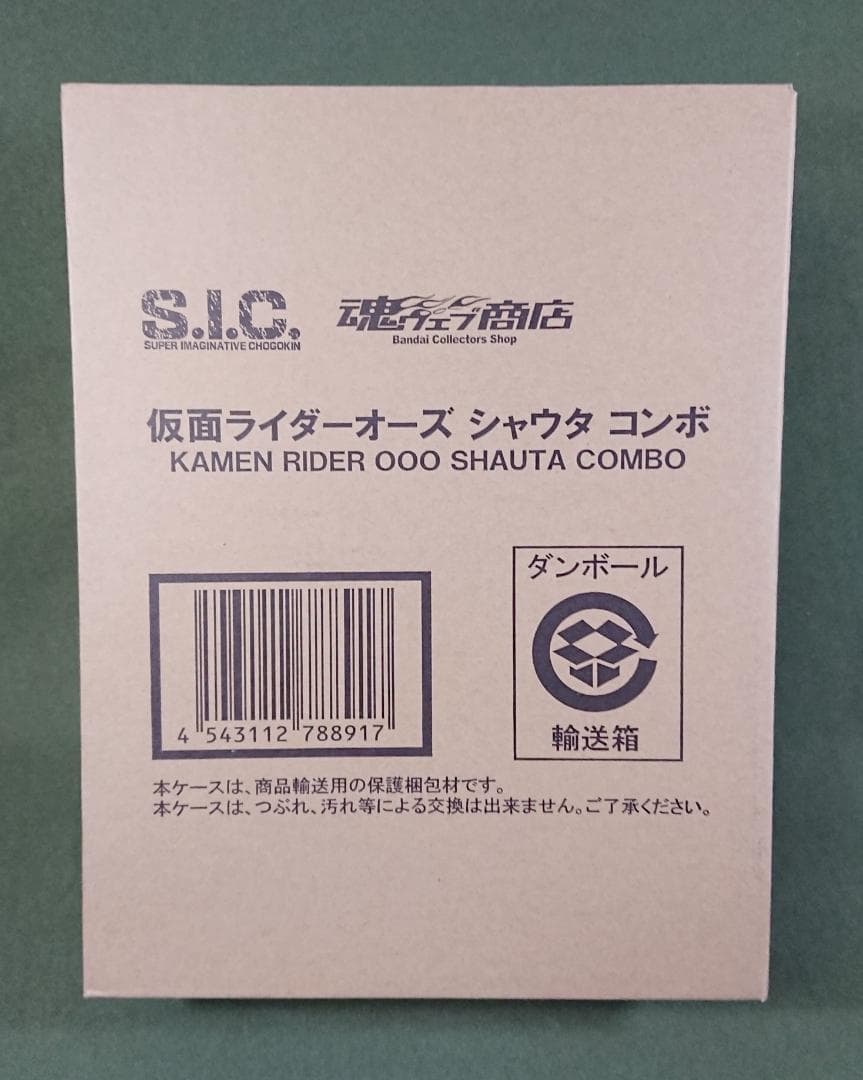 S.I.C.
SUPER IMAGINATIVE CHOGOKIN
魂ウェブ商店
Bandai Collectors Shop
仮面ライダーオーズ シャウタ コンボ
KAMEN RIDER OOO SHAUTA COMBO
4 543112 788917
ダンボール
輸送箱
本ケースは、商品輸送用の保護梱包材です。
本ケースは、つぶれ、汚れ等による交換は出来ません。ご了承ください。